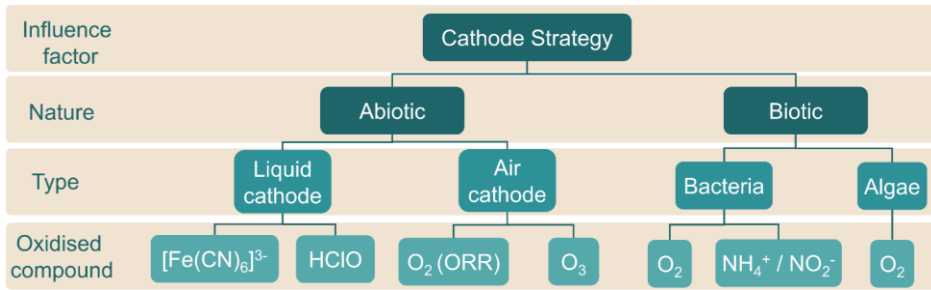 Influence factor
Cathode Strategy
Nature
Abiotic
Biotic
Type
Liquid cathode
Air cathode
Bacteria
Algae
Oxidised compound
[Fe(CN)₆]³⁻
HClO
O₂ (ORR)
O₃
O₂
NH₄⁺ / NO₂⁻
O₂